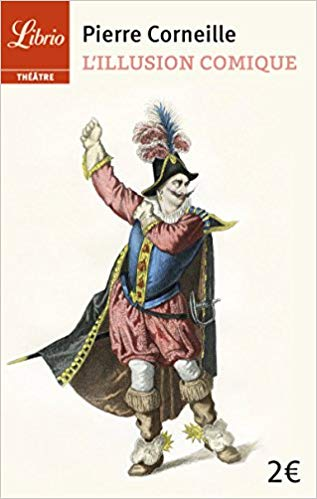 Librio
THÉÂTRE
Pierre Corneille
L'ILLUSION COMIQUE
2€